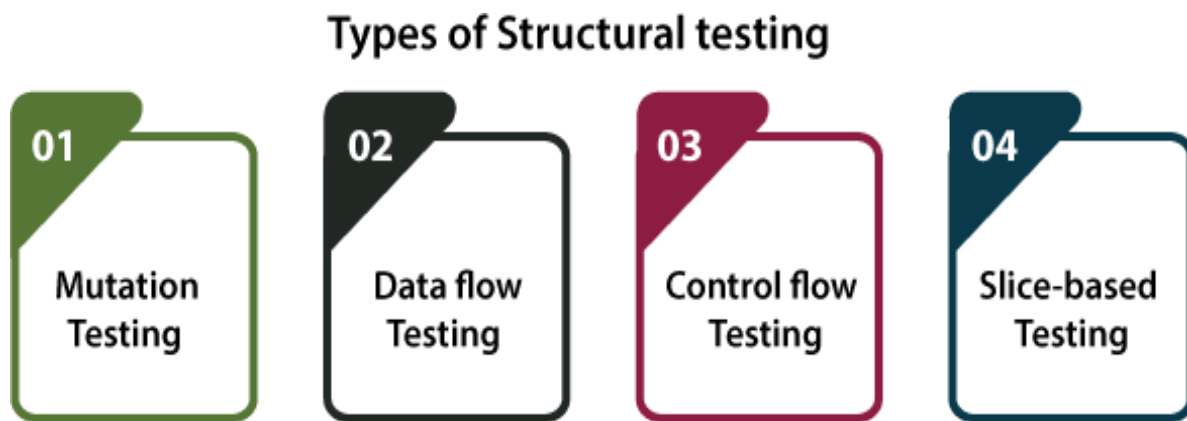 Types of Structural testing
01
Mutation
Testing
02
Data flow
Testing
03
Control flow
Testing
04
Slice-based
Testing